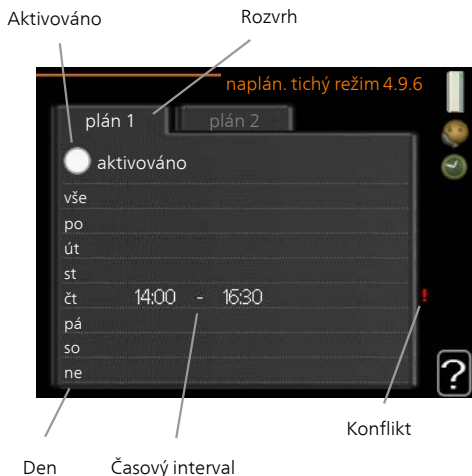 Aktivováno
Rozvrh
naplán. tichý režim 4.9.6
plán 1
plán 2
aktivováno
vše
po
út
st
čt 14:00 - 16:30
pá
so
ne
!
?
Konflikt
Den
Časový interval